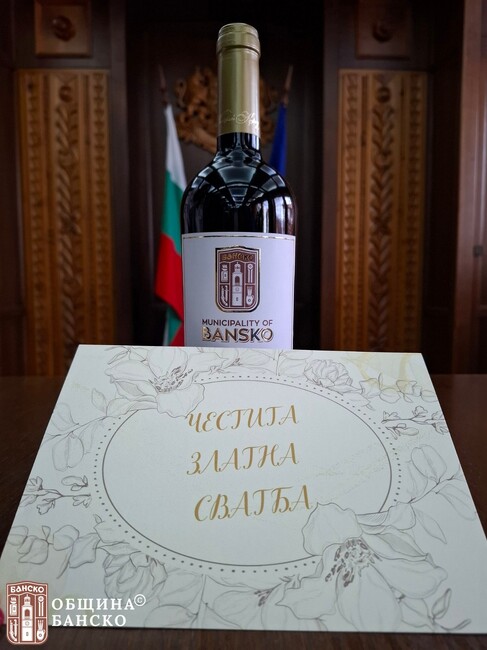 БАНСКО
MUNICIPALITY OF
BANSKO
ЧЕСТИТА
ЗЛАТНА
СВАТБА
БАНСКО
ОБЩИНА©
БАНСКО